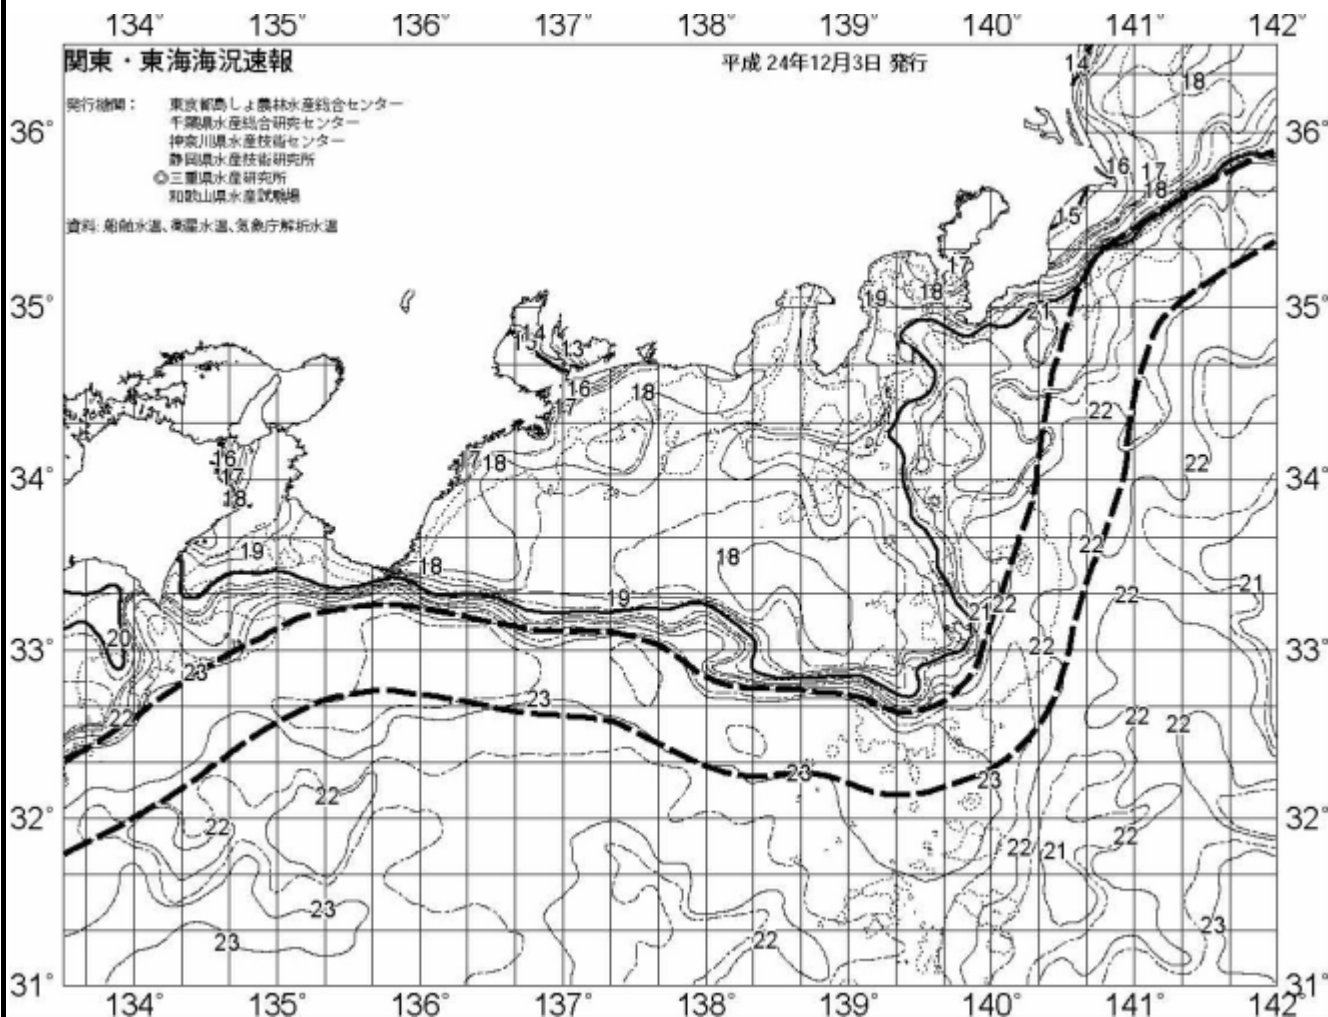 134° 135° 136° 137° 138° 139° 140° 141° 142°
関東・東海海況速報
平成 24年12月3日 発行
発行機関: 東京都島しょ農林水産総合センター
千葉県水産総合研究センター
神奈川県水産技術センター
静岡県水産技術研究所
◎三重県水産研究所
和歌山県水産試験場
資料: 船舶水温、衛星水温、気象庁解析水温
14
18
36° 36°
16 17
18
15
17
19 18
35° 35°
21
14
13
16 18
17
22
16 17 18
22
17
34° 34°
18
22
19 18 18
21
19 22
21 22
20
33° 33°
22
23
23
22 22 22
23 23
22
32° 32°
22 22
22 21
23
23
23
22
31° 31°
134° 135° 136° 137° 138° 139° 140° 141° 142°